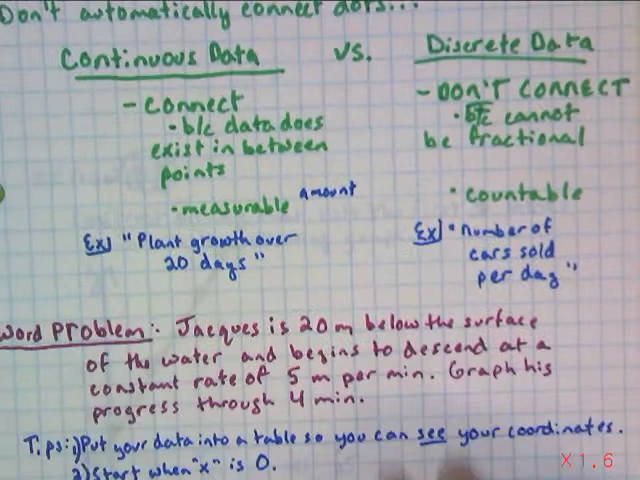 Don't automatically connect dots...
Continuous Data vs. Discrete Data
- connect
• b/c data does
exist in between
points
• measurable amount
Ex) "Plant growth over
20 days"
- DON'T CONNECT
• b/c cannot
be fractional
• countable
Ex) "number of
cars sold
per day"
Word Problem: Jacques is 20 m below the surface
of the water and begins to descend at a
constant rate of 5 m per min. Graph his
progress through 4 min.
Tips: 1) Put your data into a table so you can see your coordinates.
2) Start when "x" is 0.
X1.6